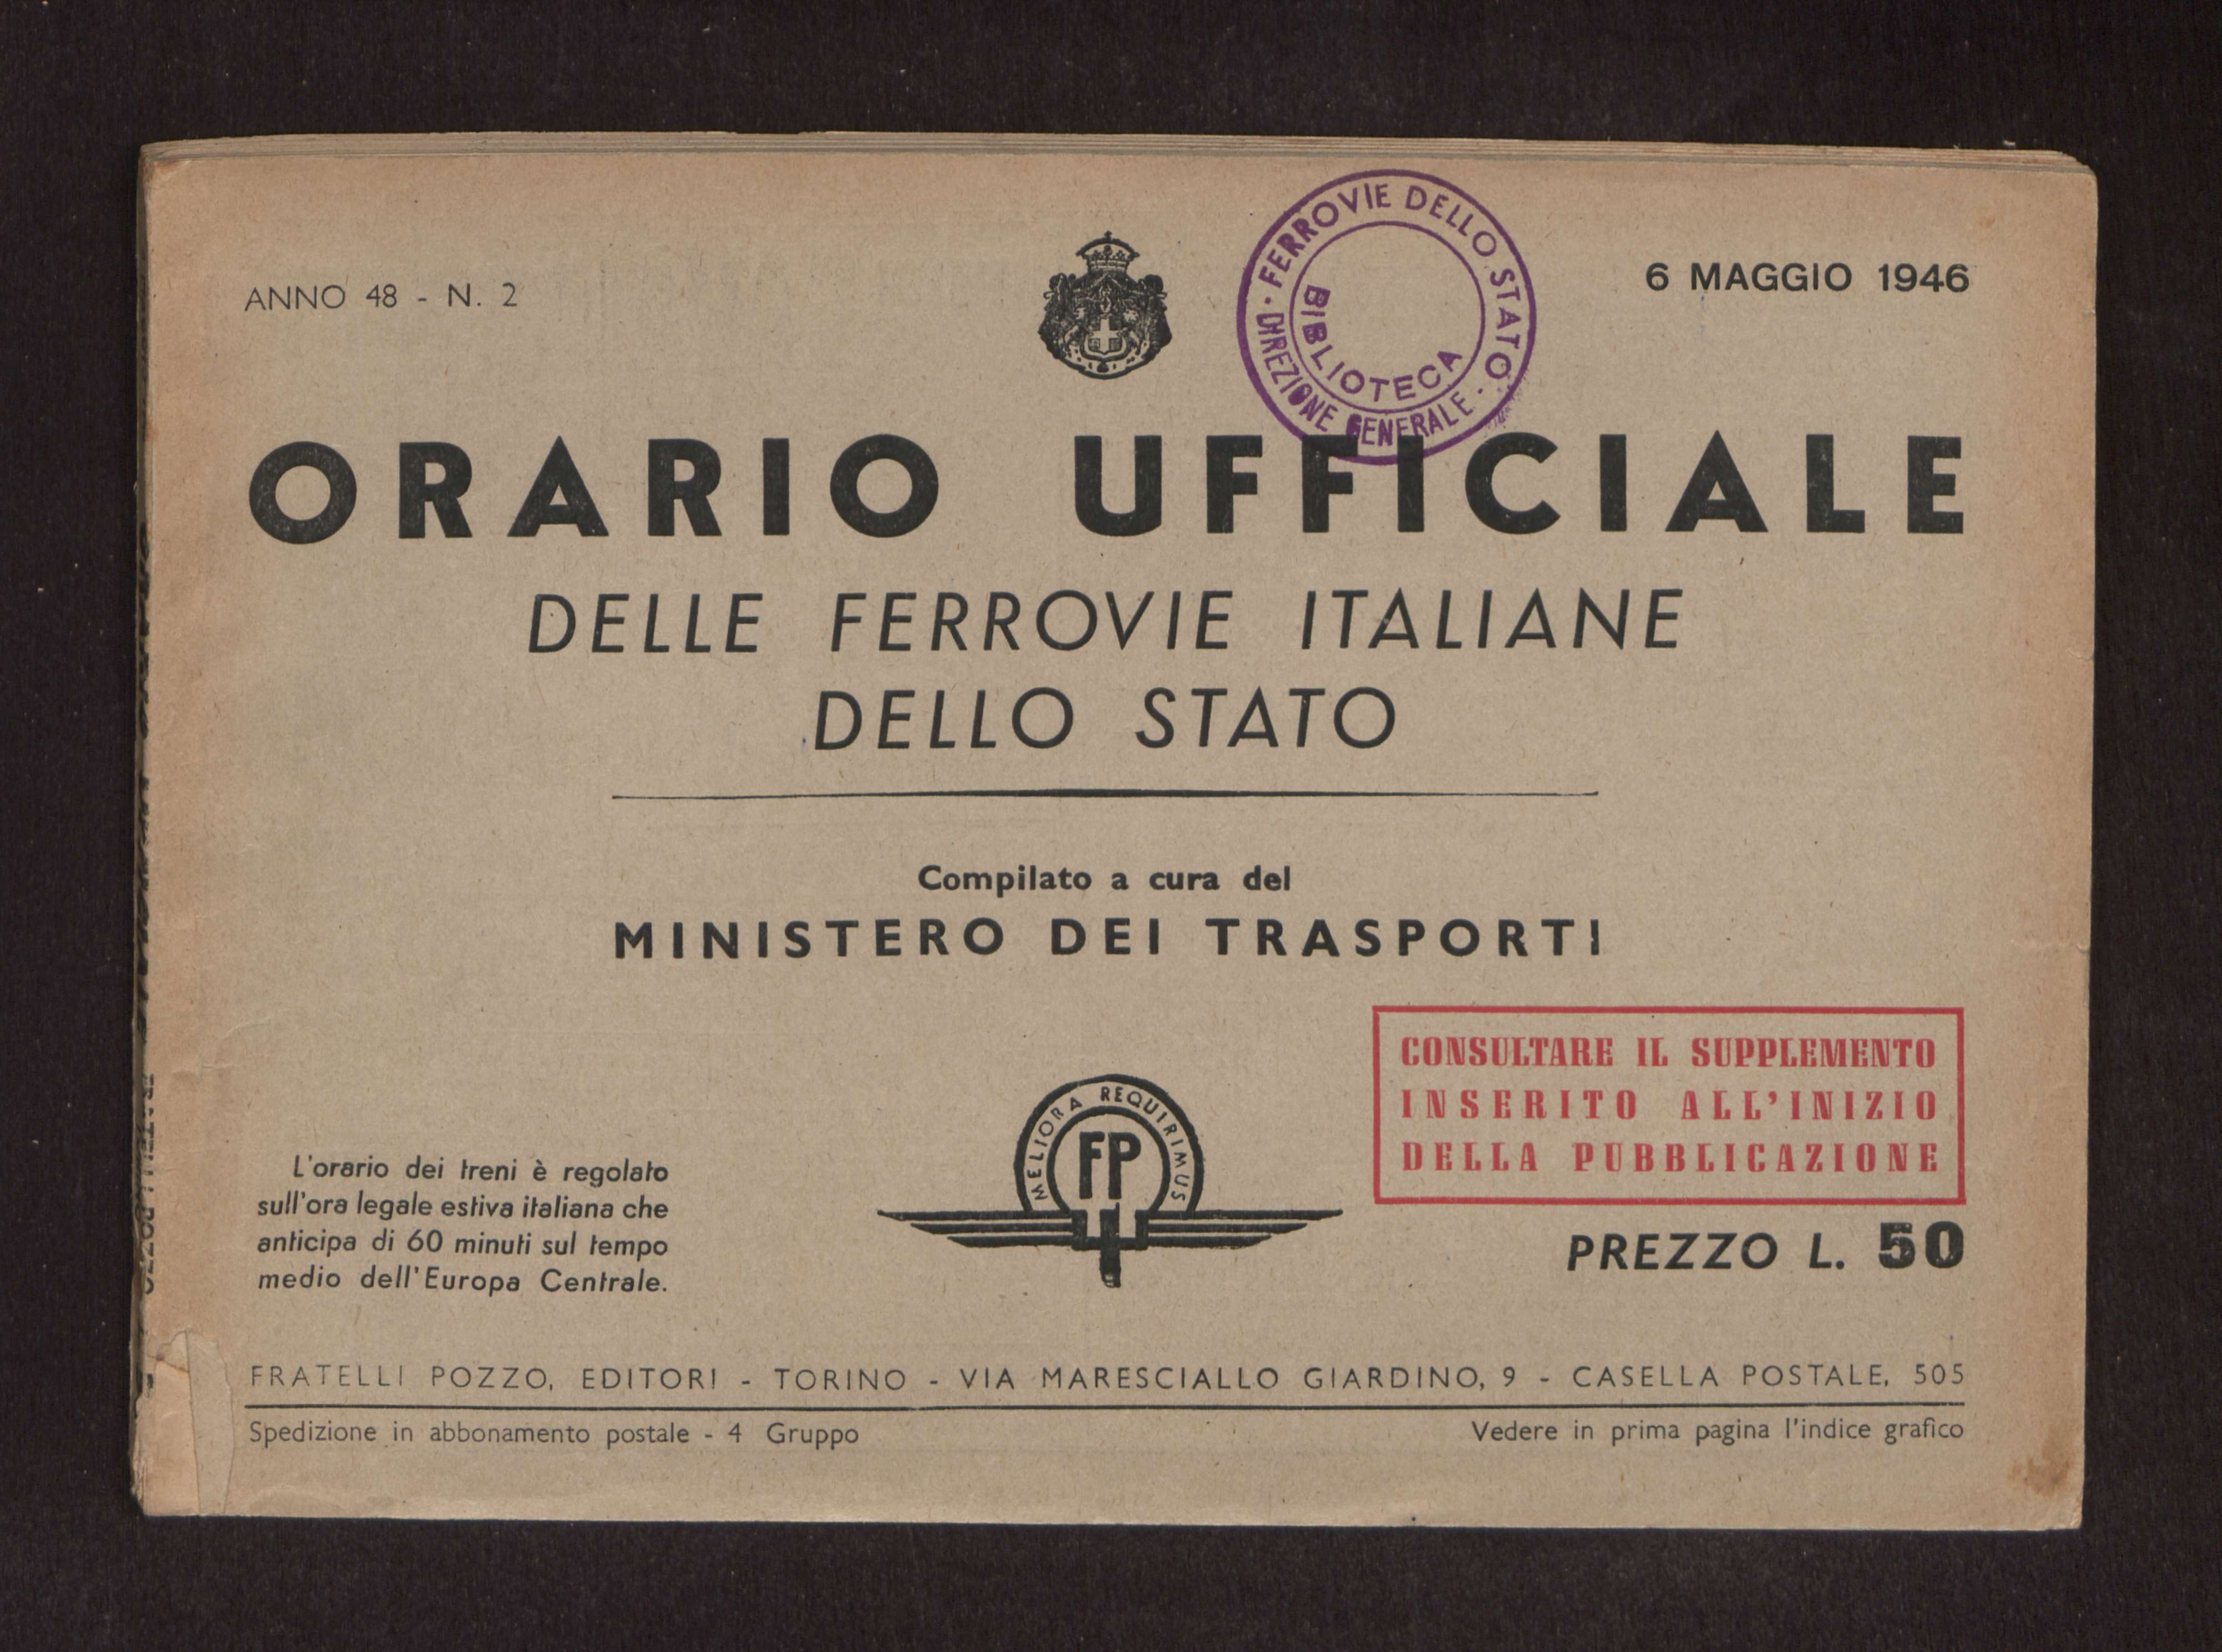 ANNO 48 - N. 2
6 MAGGIO 1946
· FERROVIE DELLO STATO ·
DIREZIONE GENERALE
BIBLIOTECA
ORARIO UFFICIALE
DELLE FERROVIE ITALIANE
DELLO STATO
Compilato a cura del
MINISTERO DEI TRASPORTI
CONSULTARE IL SUPPLEMENTO
INSERITO ALL'INIZIO
DELLA PUBBLICAZIONE
MELIORA REQUIRIMUS
FP
L'orario dei treni è regolato
sull'ora legale estiva italiana che
anticipa di 60 minuti sul tempo
medio dell'Europa Centrale.
PREZZO L. 50
FRATELLI POZZO, EDITORI - TORINO - VIA MARESCIALLO GIARDINO, 9 - CASELLA POSTALE, 505
Spedizione in abbonamento postale - 4 Gruppo
Vedere in prima pagina l'indice grafico